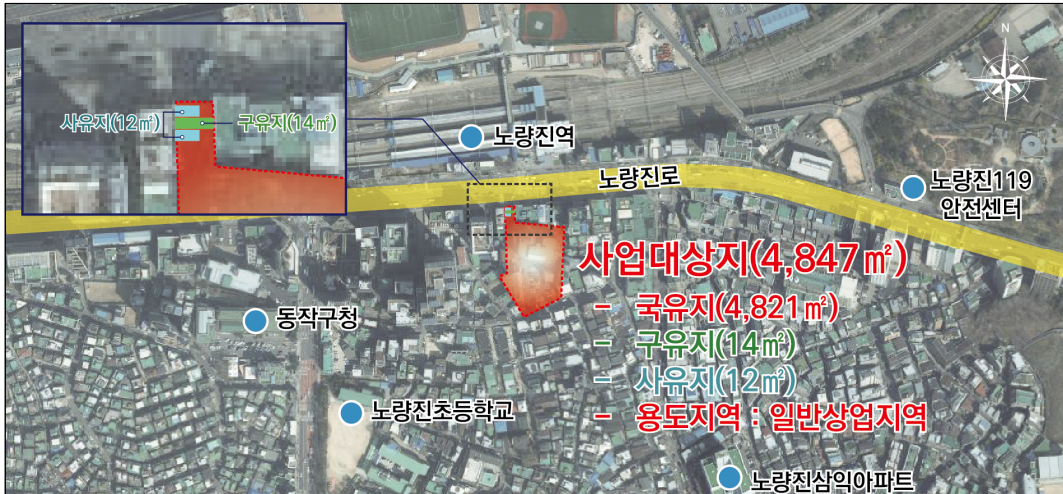 N
사유지(12㎡)
구유지(14㎡)
노량진역
노량진로
노량진119
안전센터
사업대상지(4,847㎡)
- 국유지(4,821㎡)
- 구유지(14㎡)
- 사유지(12㎡)
- 용도지역 : 일반상업지역
동작구청
노량진초등학교
노량진삼익아파트